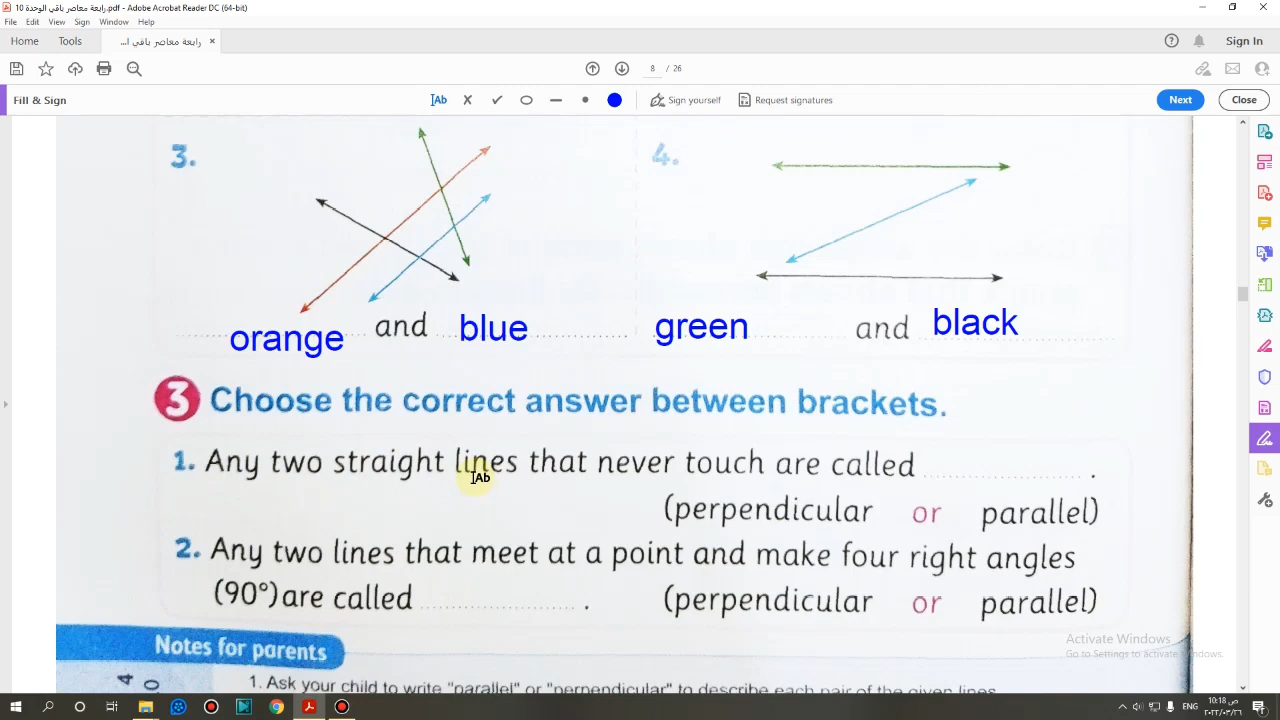 رابعة معاصر باقي الوحدة 10.pdf - Adobe Acrobat Reader DC (64-bit)
File Edit View Sign Window Help
Home Tools رابعة معاصر باقي ا... × Sign In
8 / 26
Fill & Sign Ab Sign yourself Request signatures Next Close
3. 4.
orange and blue green and black
3 Choose the correct answer between brackets.
1. Any two straight lines that never touch are called .
Ab
(perpendicular or parallel)
2. Any two lines that meet at a point and make four right angles
(90°) are called . (perpendicular or parallel)
Activate Windows
Go to Settings to activate Windows.
Notes for parents
1. Ask your child to write "parallel" or "perpendicular" to describe each pair of the given lines
ENG 10:18 ص